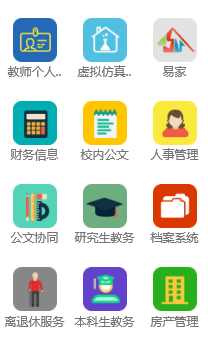 教师个人..
虚拟仿真..
易家
财务信息
校内公文
人事管理
公文协同
研究生教务
档案系统
离退休服务
本科生教务
房产管理